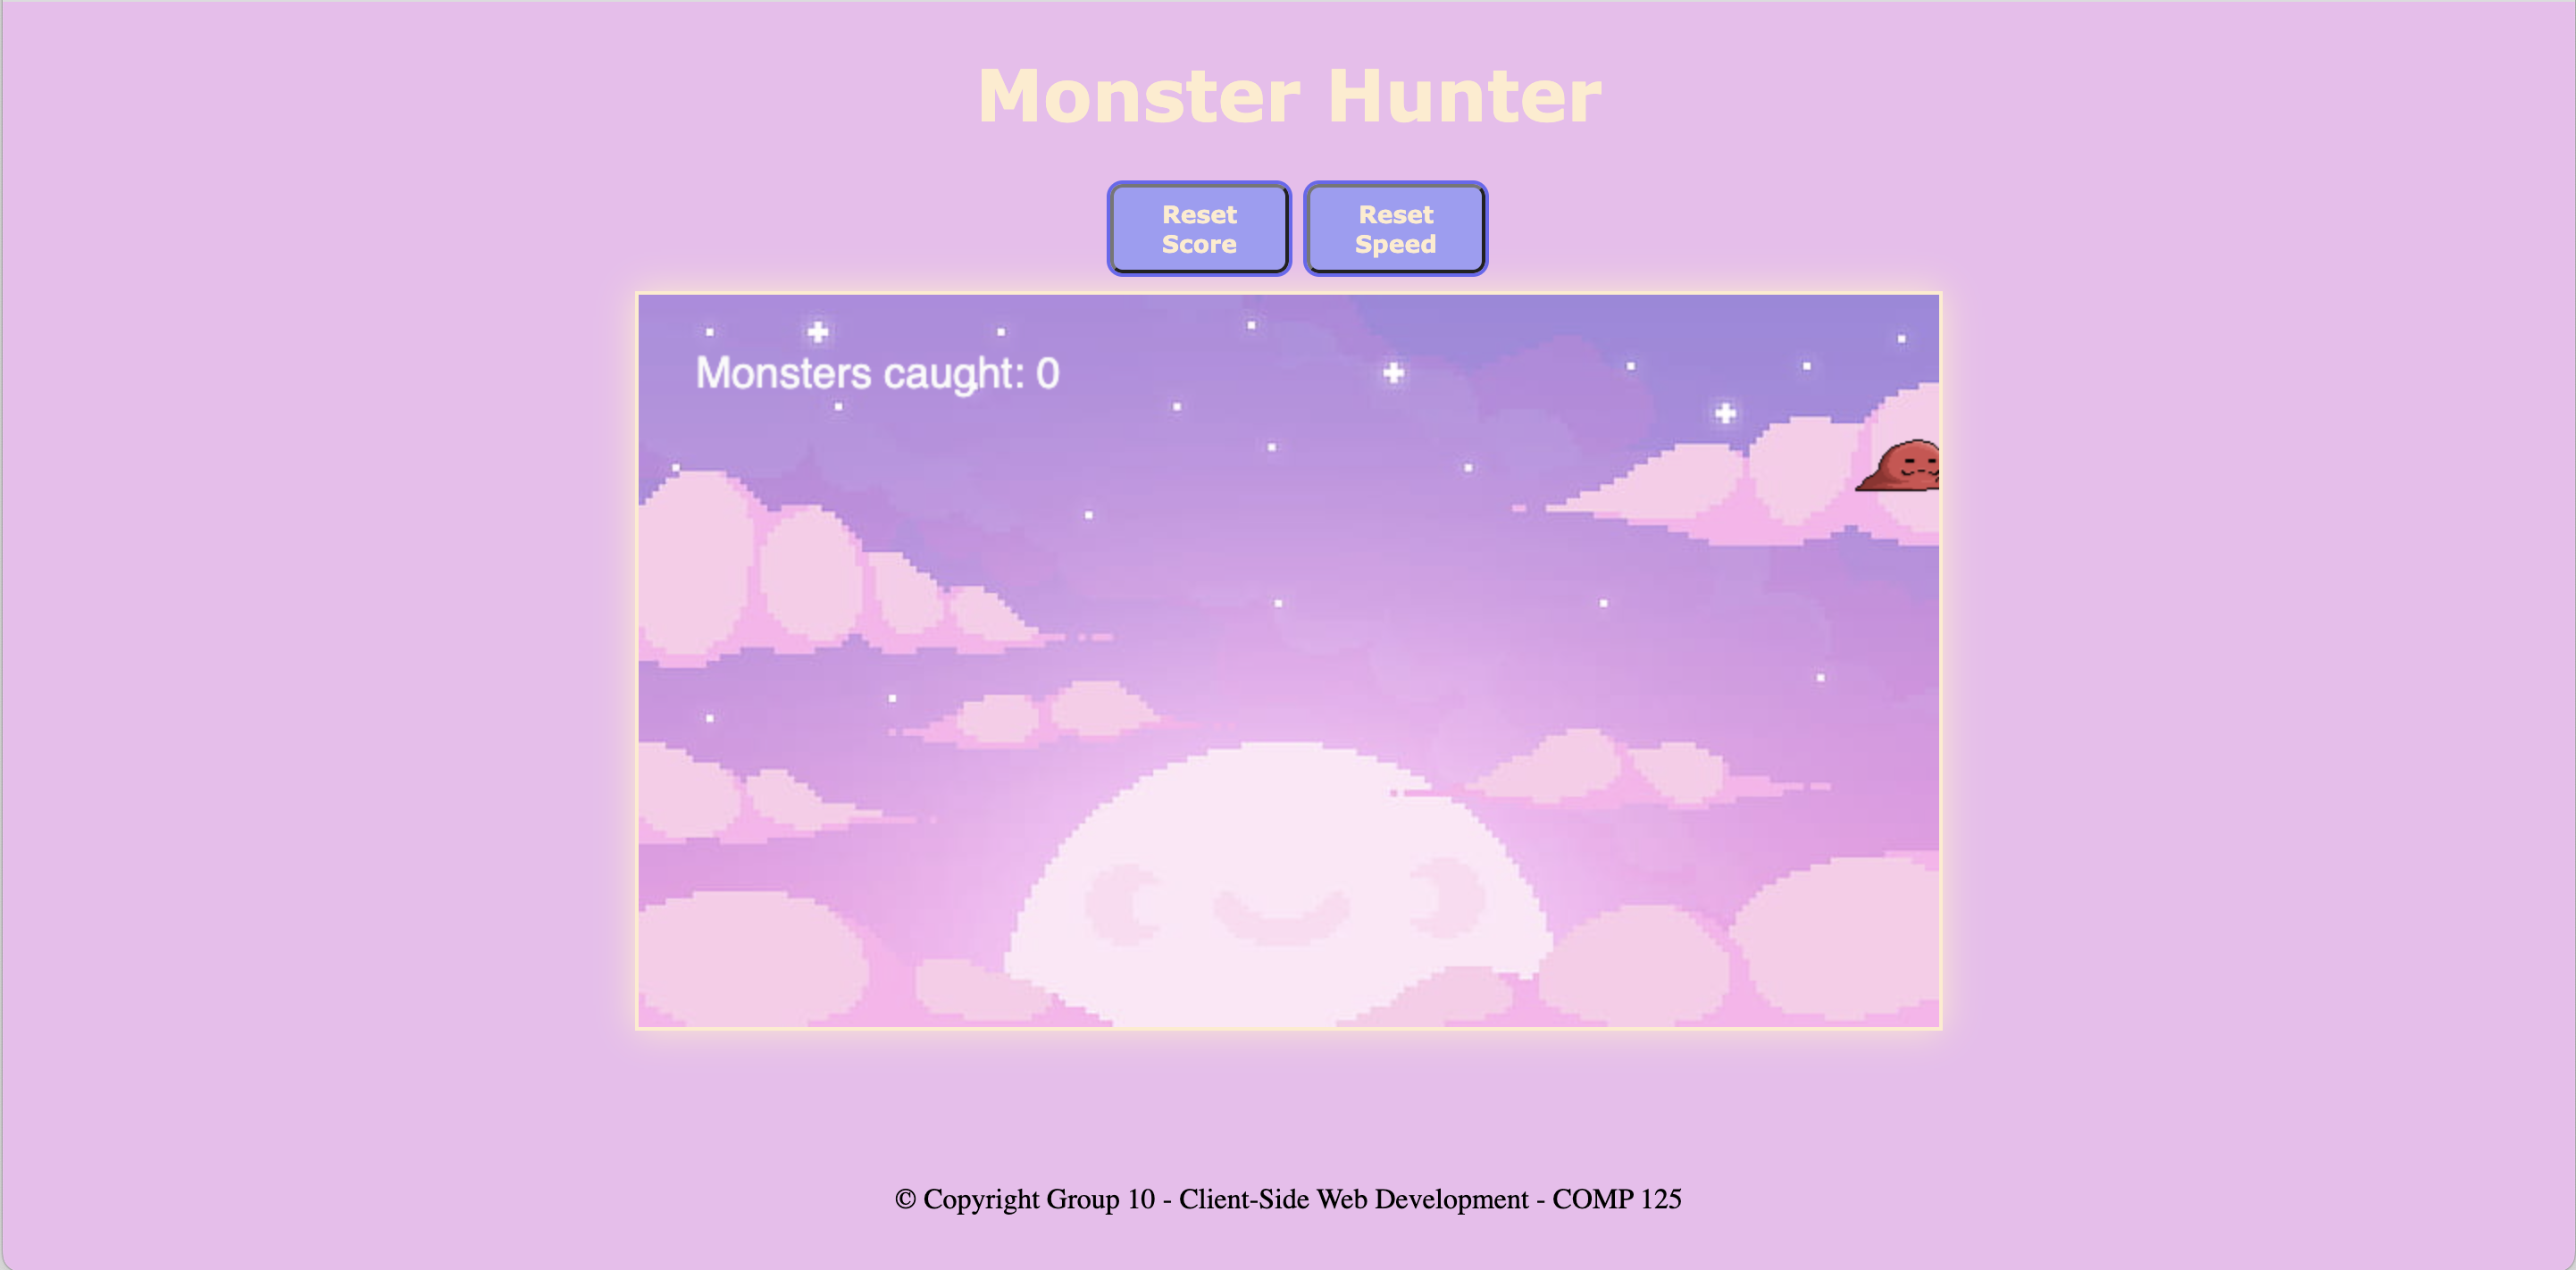 Monster Hunter
Reset
Score
Reset
Speed
Monsters caught: 0
© Copyright Group 10 - Client-Side Web Development - COMP 125